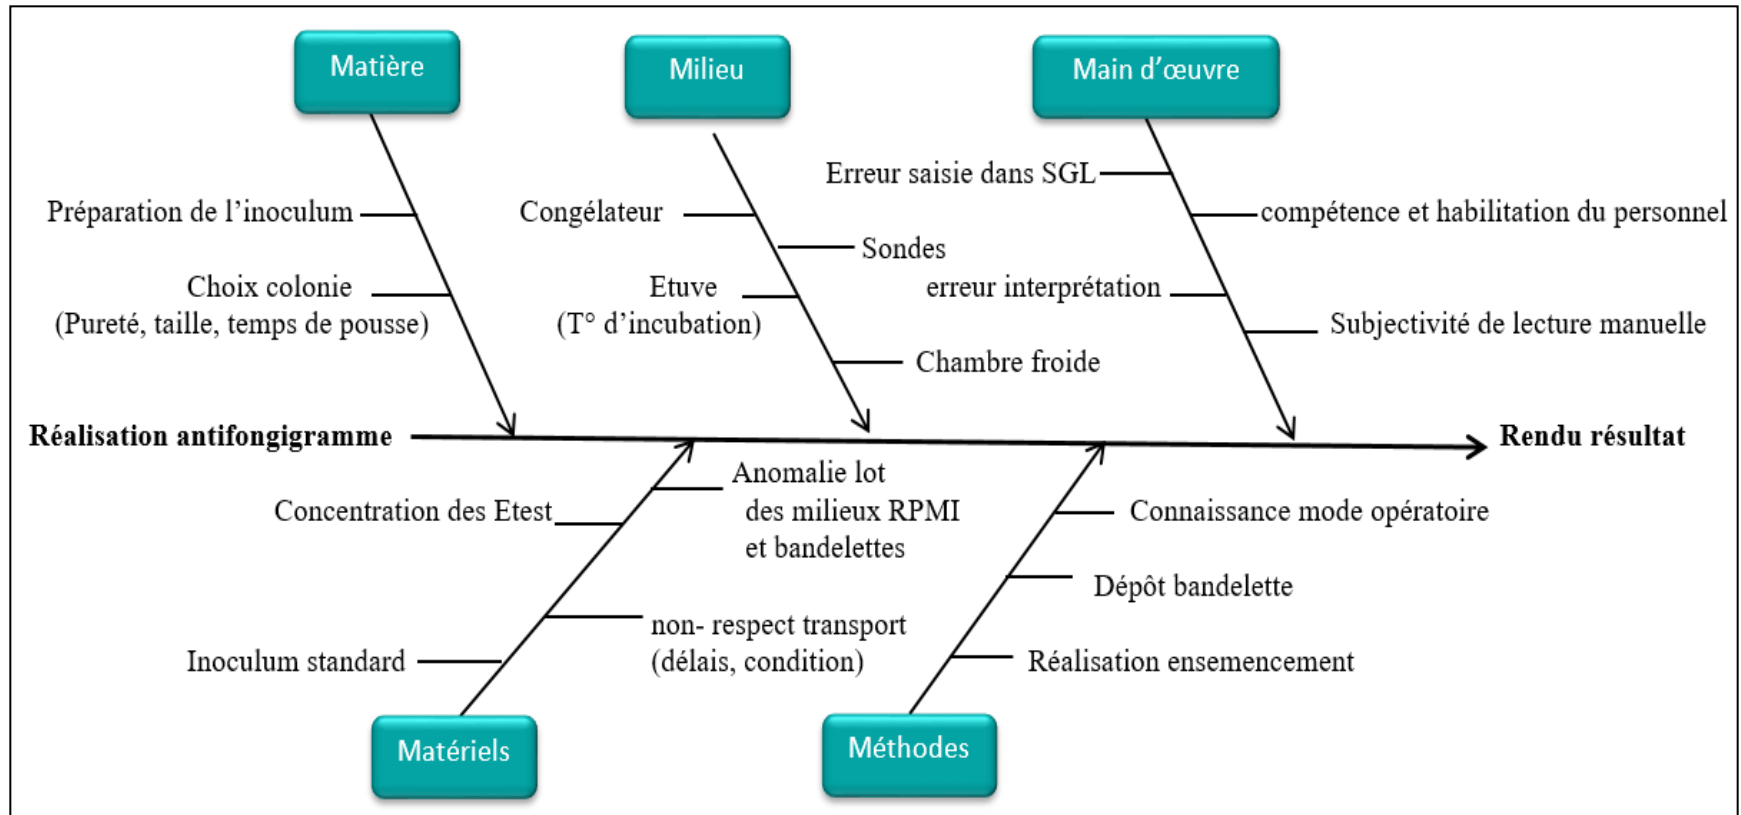 Matière
Milieu
Main d’œuvre
Erreur saisie dans SGL
Préparation de l’inoculum
Congélateur
compétence et habilitation du personnel
Sondes
Choix colonie
(Pureté, taille, temps de pousse)
Etuve
(T° d’incubation)
erreur interprétation
Subjectivité de lecture manuelle
Chambre froide
Réalisation antifongigramme
Rendu résultat
Anomalie lot
des milieux RPMI
et bandelettes
Concentration des Etest
Connaissance mode opératoire
Dépôt bandelette
non- respect transport
(délais, condition)
Inoculum standard
Réalisation ensemencement
Matériels
Méthodes